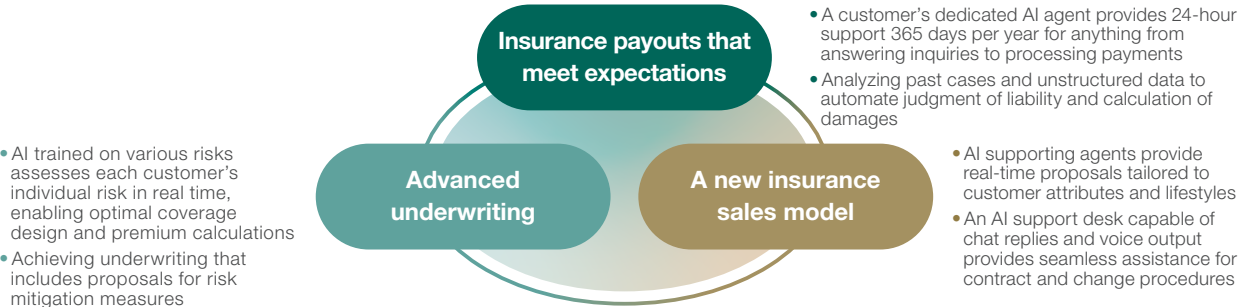 Insurance payouts that
meet expectations
• A customer's dedicated AI agent provides 24-hour
support 365 days per year for anything from
answering inquiries to processing payments
• Analyzing past cases and unstructured data to
automate judgment of liability and calculation of
damages
Advanced
underwriting
• AI trained on various risks
assesses each customer's
individual risk in real time,
enabling optimal coverage
design and premium calculations
• Achieving underwriting that
includes proposals for risk
mitigation measures
A new insurance
sales model
• AI supporting agents provide
real-time proposals tailored to
customer attributes and lifestyles
• An AI support desk capable of
chat replies and voice output
provides seamless assistance for
contract and change procedures